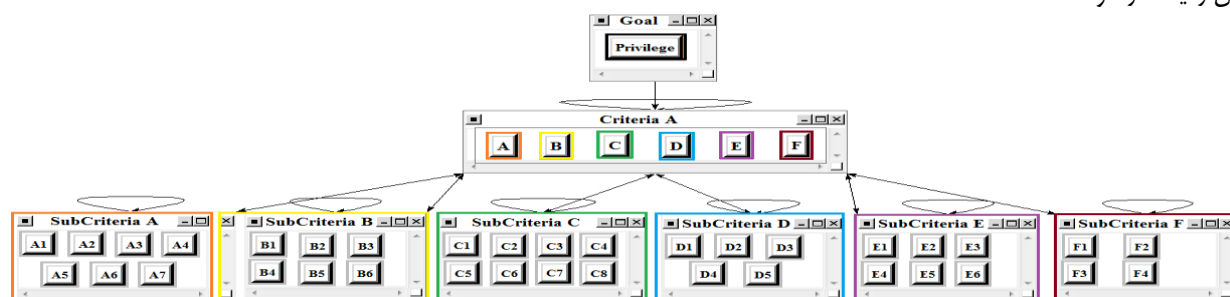 Goal
Privilege
Criteria A
A B C D E F
SubCriteria A SubCriteria B SubCriteria C SubCriteria D SubCriteria E SubCriteria F
A1 A2 A3 A4 B1 B2 B3 C1 C2 C3 C4 D1 D2 D3 E1 E2 E3 F1 F2
A5 A6 A7 B4 B5 B6 C5 C6 C7 C8 D4 D5 E4 E5 E6 F3 F4